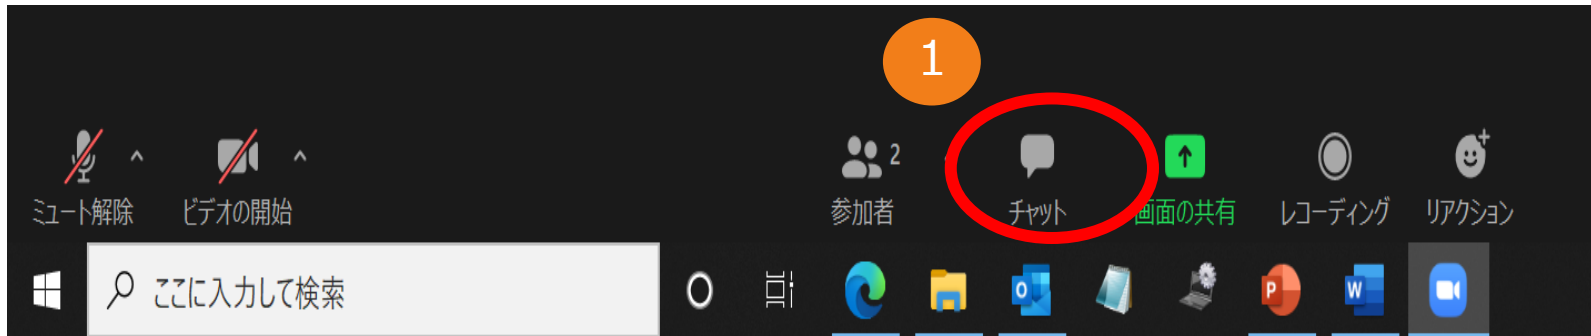 1
2
ミュート解除 ビデオの開始 参加者 チャット 画面の共有 レコーディング リアクション
ここに入力して検索